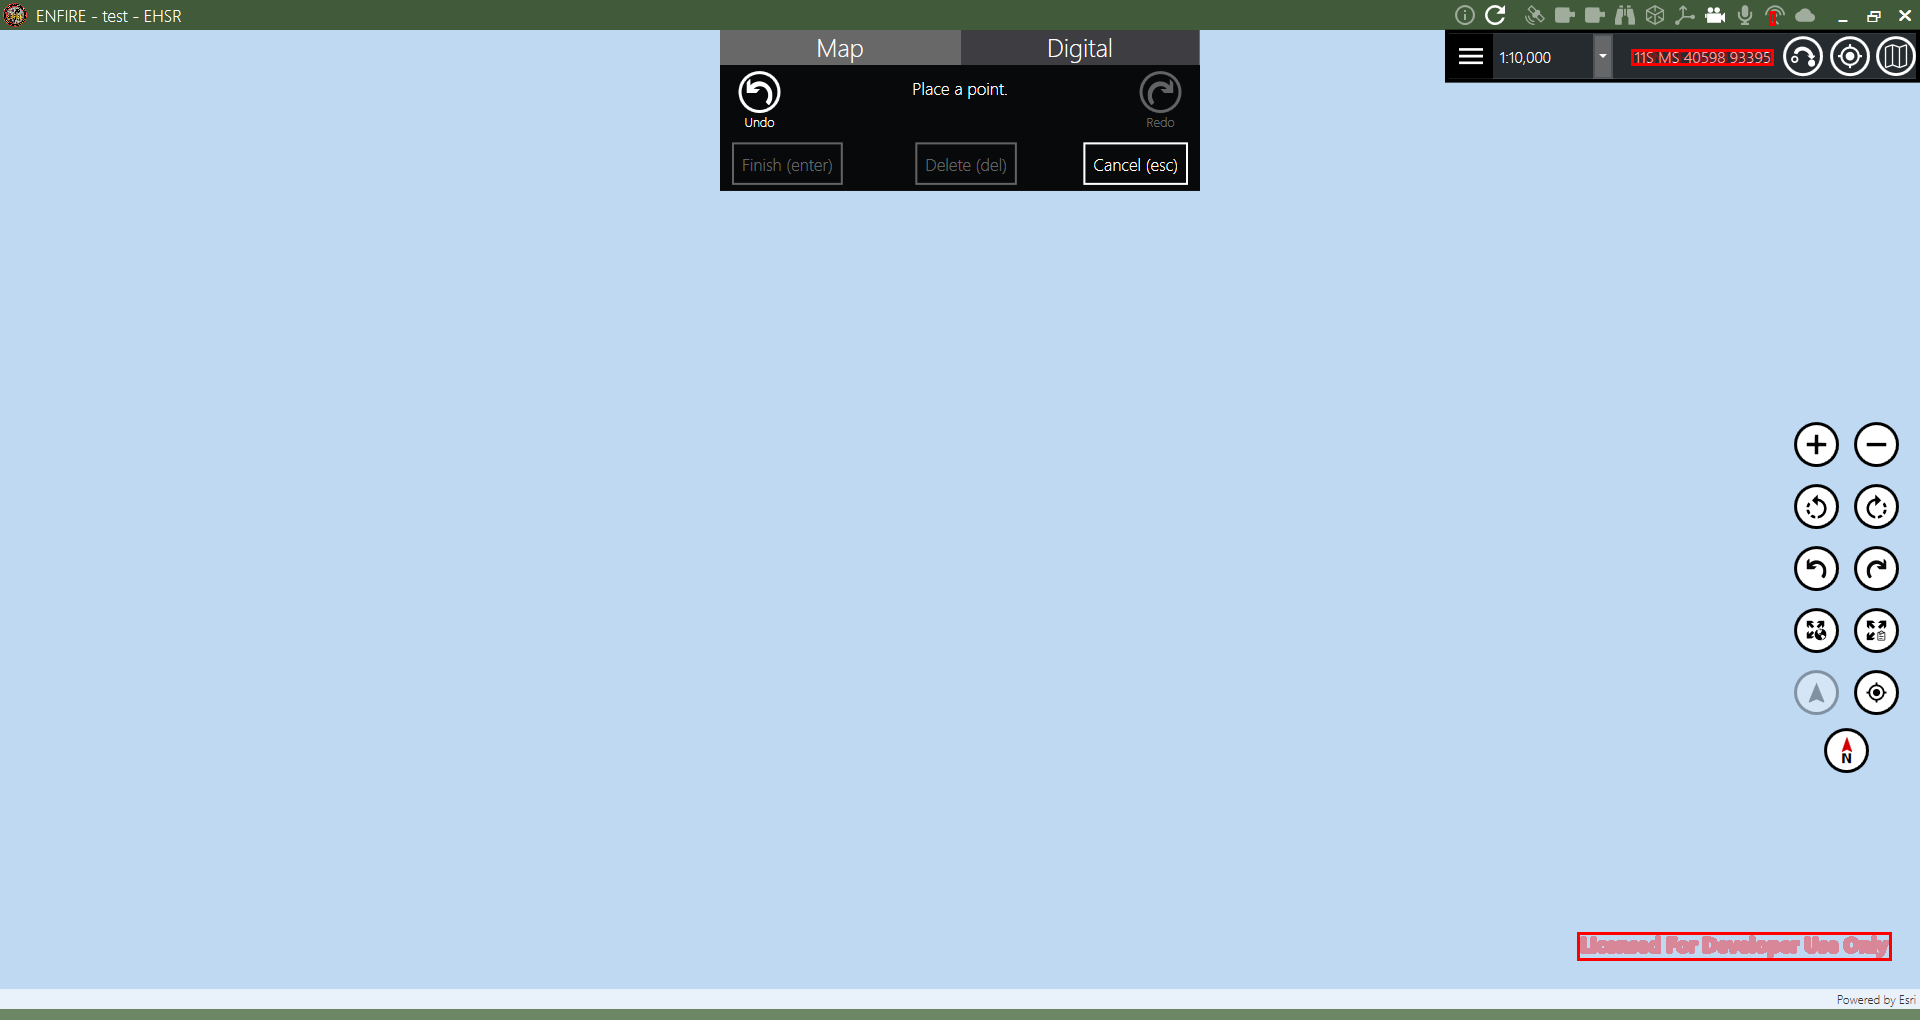 ENFIRE - test - EHSR
Map
Digital
1:10,000
11S MS 40598 93395
Undo
Place a point.
Redo
Finish (enter)
Delete (del)
Cancel (esc)
N
Licensed For Developer Use Only
Powered by Esri